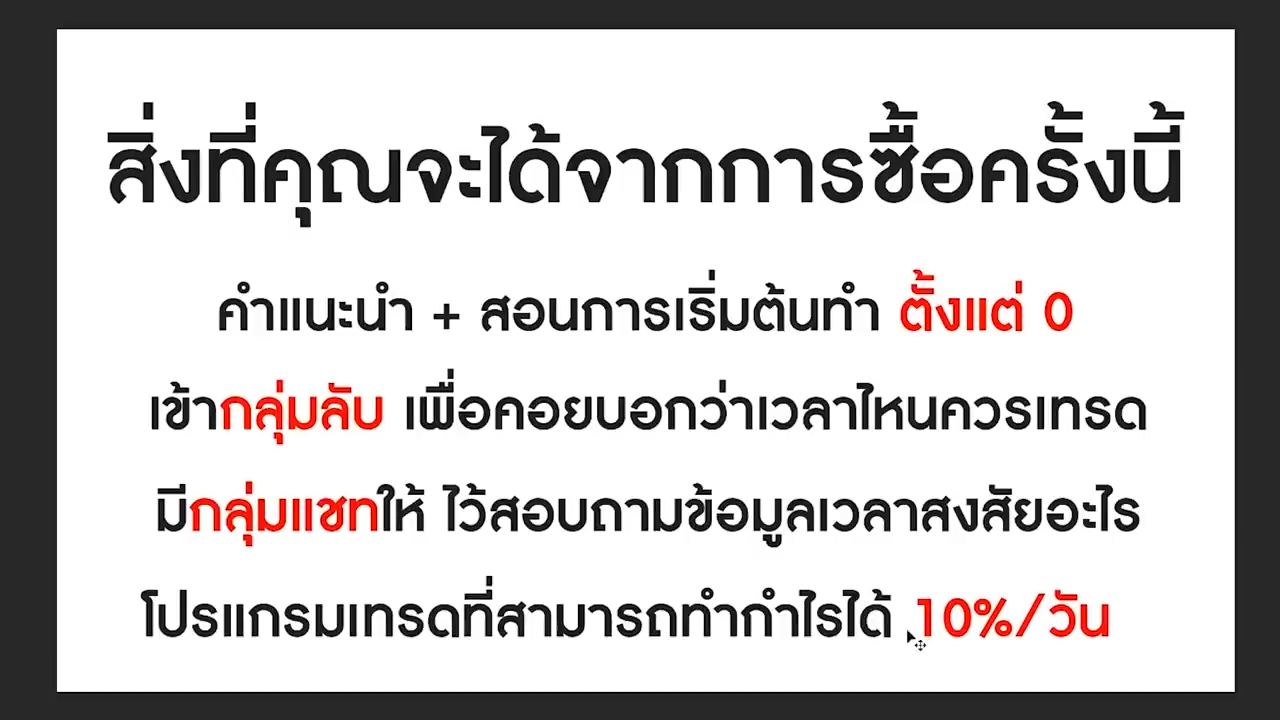 สิ่งที่คุณจะได้จากการซื้อครั้งนี้
คำแนะนำ + สอนการเริ่มต้นทำ ตั้งแต่ 0
เข้ากลุ่มลับ เพื่อคอยบอกว่าเวลาไหนควรเทรด
มีกลุ่มแชทให้ ไว้สอบถามข้อมูลเวลาสงสัยอะไร
โปรแกรมเทรดที่สามารถทำกำไรได้ 10%/วัน